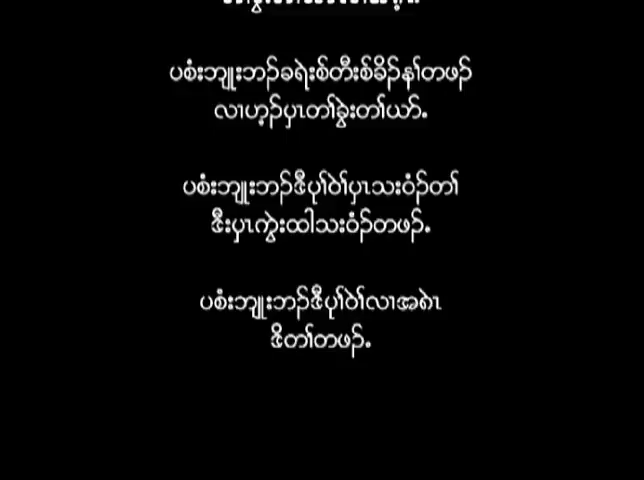 ပစံးဘျုးဘၣ်ခရံးစ်တီးစ်ခိၣ်နၢ်တဖၣ်
လၢဟ့ၣ်ပှၤတၢ်ခွဲးတၢ်ယာ်.
ပစံးဘျုးဘၣ်ဒီပုၢ်ဝဲၢ်ပှၤသးဝံၣ်တၢ်
ဒီးပှၤကွဲးထါသးဝံၣ်တဖၣ်.
ပစံးဘျုးဘၣ်ဒီပုၢ်ဝဲၢ်လၢအစဲၤ
ဒိတၢ်တဖၣ်.